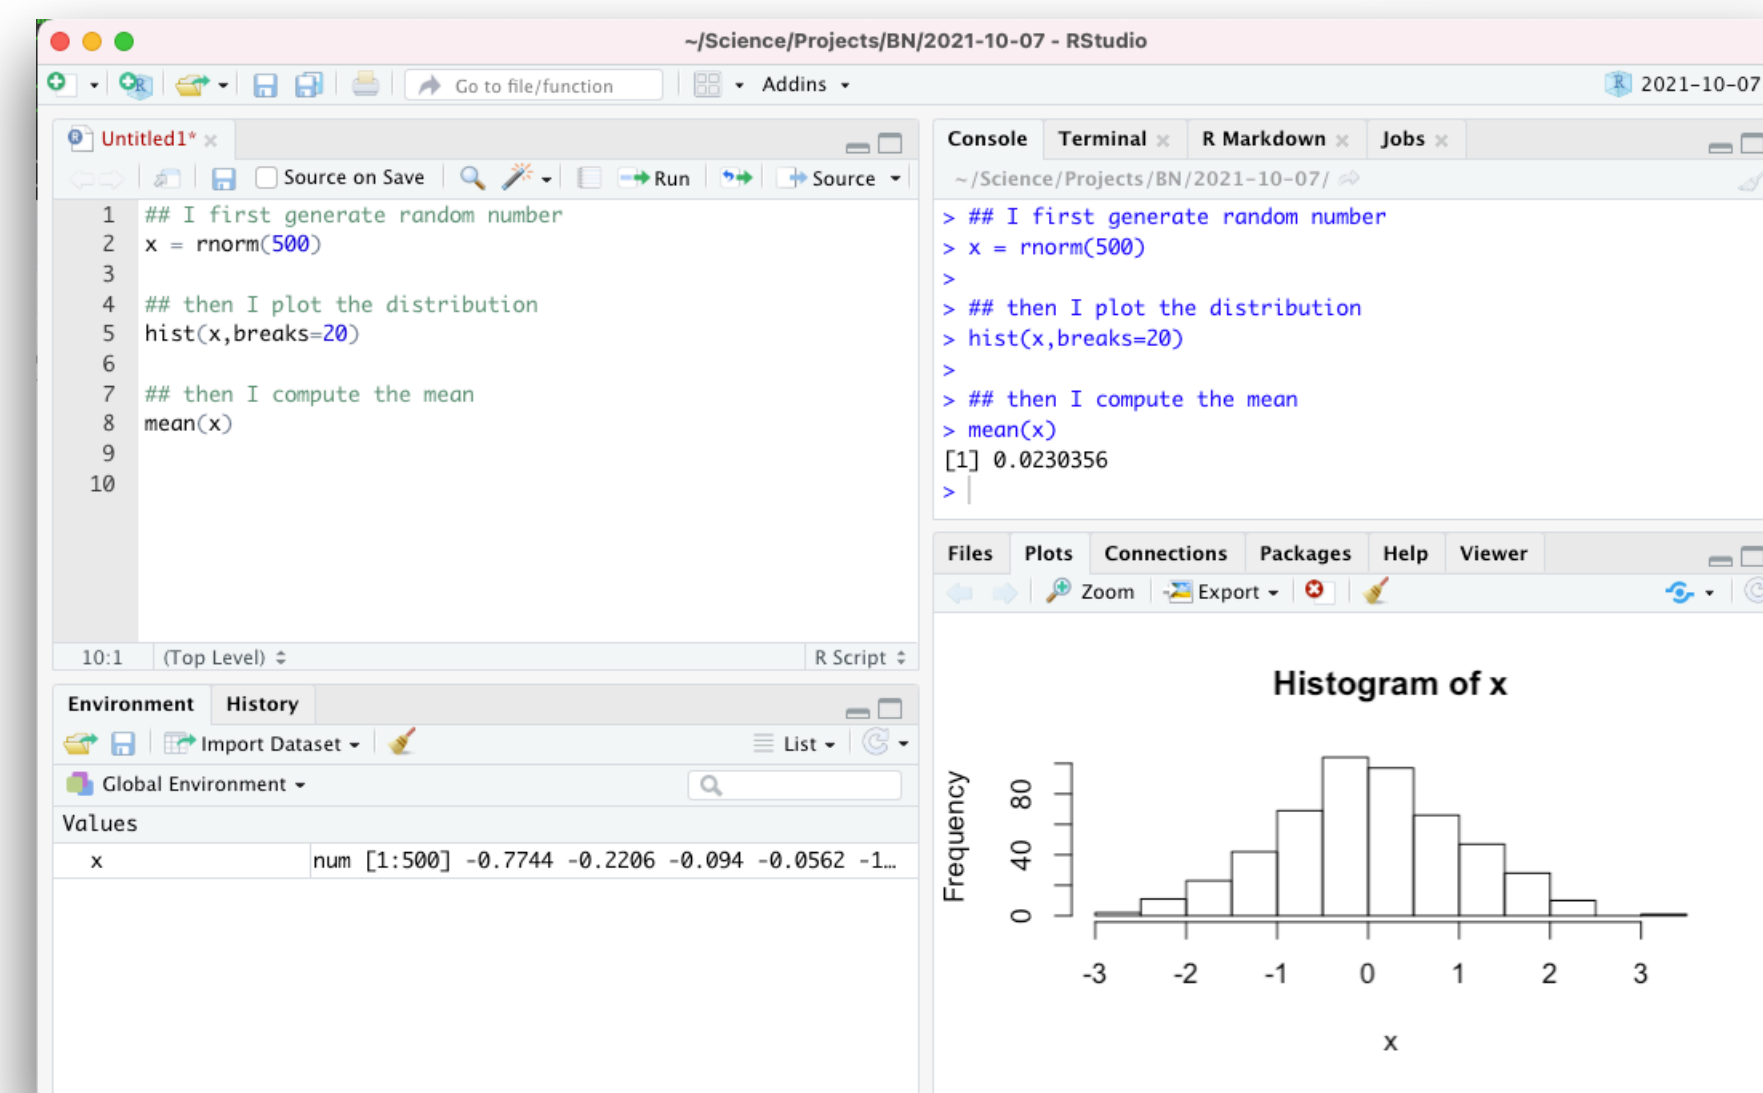 ~/Science/Projects/BN/2021-10-07 - RStudio
Go to file/function Addins 2021-10-07
Untitled1*
Source on Save Run Source
1 ## I first generate random number
2 x = rnorm(500)
3
4 ## then I plot the distribution
5 hist(x,breaks=20)
6
7 ## then I compute the mean
8 mean(x)
9
10
10:1 (Top Level) R Script
Environment History
Import Dataset List
Global Environment
Values
x num [1:500] -0.7744 -0.2206 -0.094 -0.0562 -1…
Console Terminal R Markdown Jobs
~/Science/Projects/BN/2021-10-07/
> ## I first generate random number
> x = rnorm(500)
>
> ## then I plot the distribution
> hist(x,breaks=20)
>
> ## then I compute the mean
> mean(x)
[1] 0.0230356
>
Files Plots Connections Packages Help Viewer
Zoom Export
Histogram of x
Frequency
80
40
0
-3 -2 -1 0 1 2 3
x